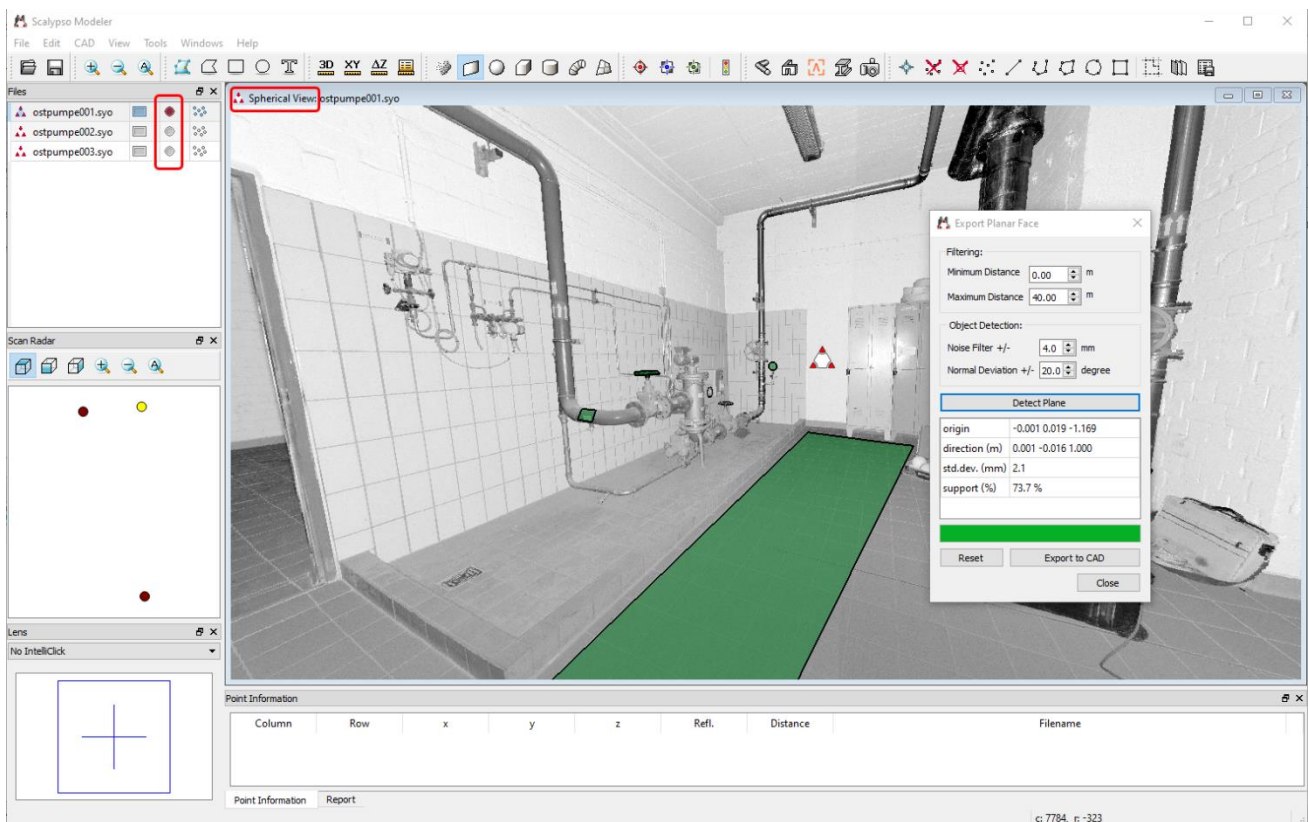 Scalypso Modeler
File Edit CAD View Tools Windows Help
T 3D XY ΔZ
Files
Spherical View: ostpumpe001.syo
ostpumpe001.syo
ostpumpe002.syo
ostpumpe003.syo
Export Planar Face
Filtering:
Minimum Distance 0.00 m
Maximum Distance 40.00 m
Object Detection:
Noise Filter +/- 4.0 mm
Normal Deviation +/- 20.0 degree
Detect Plane
origin -0.001 0.019 -1.169
direction (m) 0.001 -0.016 1.000
std.dev. (mm) 2.1
support (%) 73.7 %
Reset Export to CAD
Close
Scan Radar
Lens
No IntelliClick
Point Information
Column Row x y z Refl. Distance Filename
Point Information Report
c: 7784, r: -323